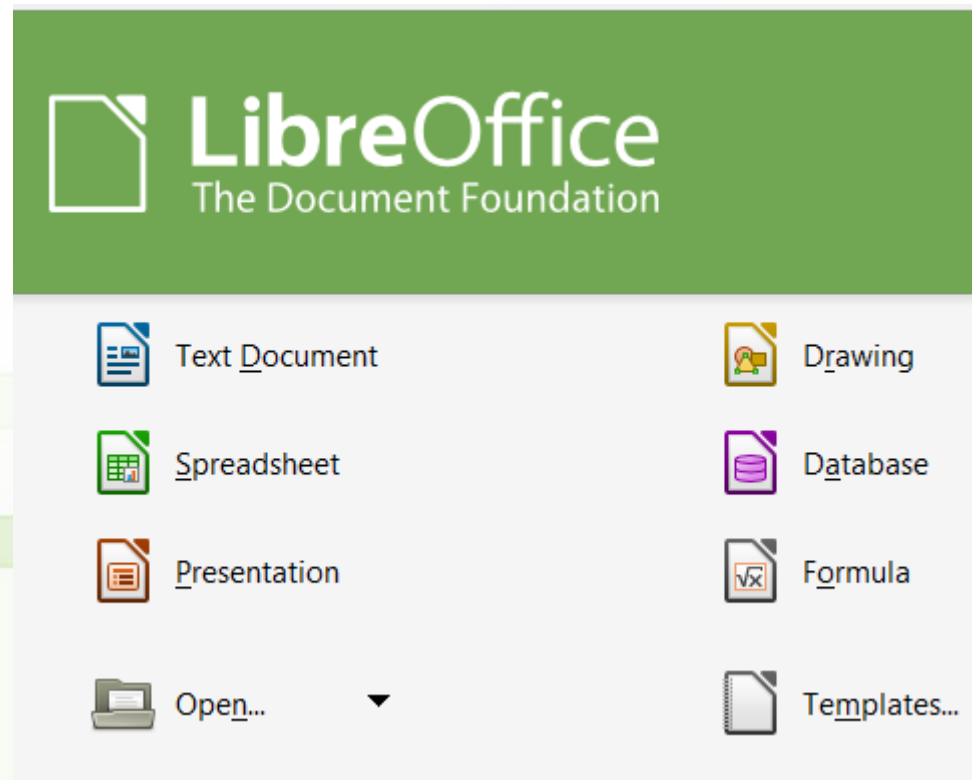 LibreOffice
The Document Foundation
Text Document
Drawing
Spreadsheet
Database
Presentation
Formula
Open...
Templates...